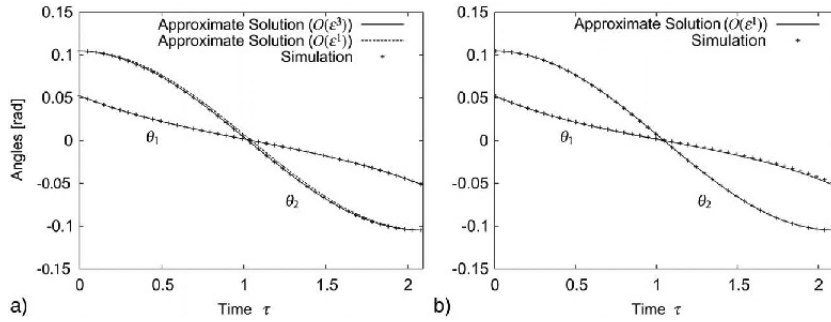 Approximate Solution (O(ε³))
Approximate Solution (O(ε¹))
Simulation
0.15
0.1
0.05
0
-0.05
-0.1
-0.15
Angles [rad]
θ₁
θ₂
0 0.5 1 1.5 2
Time τ
a)
Approximate Solution (O(ε¹))
Simulation
0.15
0.1
0.05
0
-0.05
-0.1
-0.15
θ₁
θ₂
0 0.5 1 1.5 2
Time τ
b)